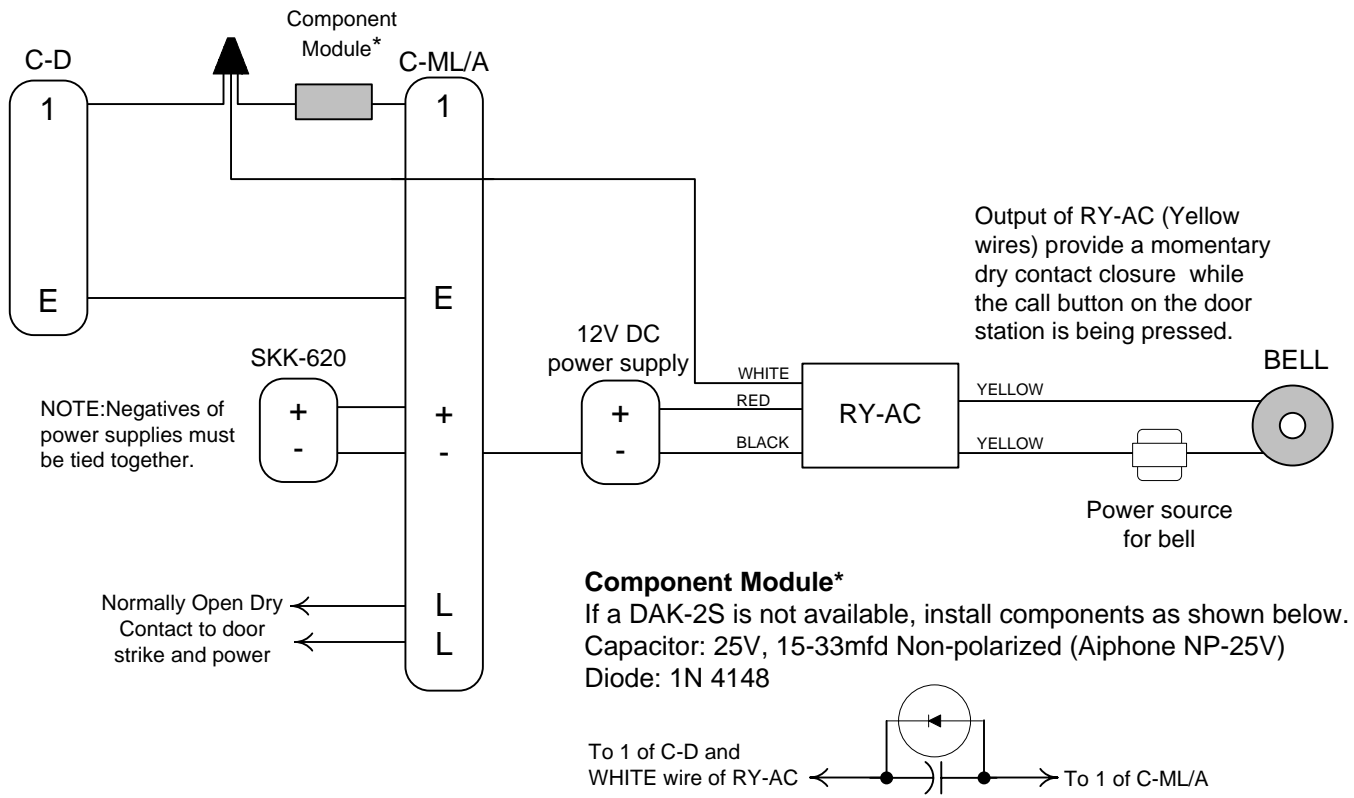 Component
Module*
C-D
C-ML/A
1
1
E
E
Output of RY-AC (Yellow
wires) provide a momentary
dry contact closure while
the call button on the door
station is being pressed.
BELL
12V DC
power supply
SKK-620
NOTE:Negatives of
power supplies must
be tied together.
+
-
+
-
+
-
WHITE
RED
BLACK
RY-AC
YELLOW
YELLOW
Power source
for bell
Normally Open Dry
Contact to door
strike and power
L
L
Component Module*
If a DAK-2S is not available, install components as shown below.
Capacitor: 25V, 15-33mfd Non-polarized (Aiphone NP-25V)
Diode: 1N 4148
To 1 of C-D and
WHITE wire of RY-AC
To 1 of C-ML/A